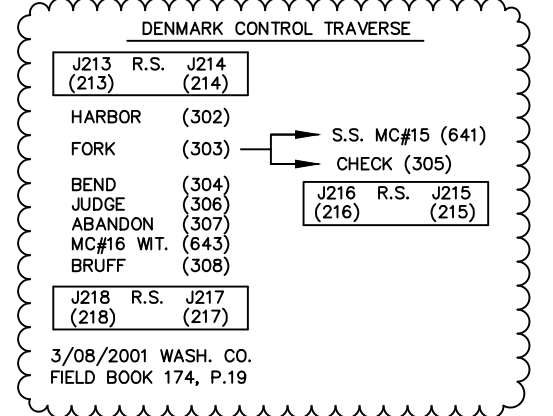 DENMARK CONTROL TRAVERSE
J213 R.S. J214
(213) (214)
HARBOR (302)
FORK (303)
S.S. MC#15 (641)
CHECK (305)
BEND (304)
JUDGE (306)
ABANDON (307)
MC#16 WIT. (643)
BRUFF (308)
J216 R.S. J215
(216) (215)
J218 R.S. J217
(218) (217)
3/08/2001 WASH. CO.
FIELD BOOK 174, P.19